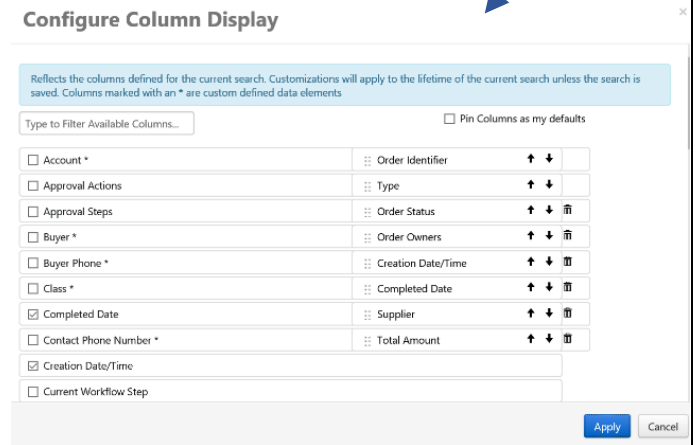 Configure Column Display
×
Reflects the columns defined for the current search. Customizations will apply to the lifetime of the current search unless the search is
saved. Columns marked with an * are custom defined data elements
Type to Filter Available Columns...
Pin Columns as my defaults
Account *
Order Identifier
Approval Actions
Type
Approval Steps
Order Status
Buyer *
Order Owners
Buyer Phone *
Creation Date/Time
Class *
Completed Date
Completed Date
Supplier
Contact Phone Number *
Total Amount
Creation Date/Time
Current Workflow Step
Apply
Cancel